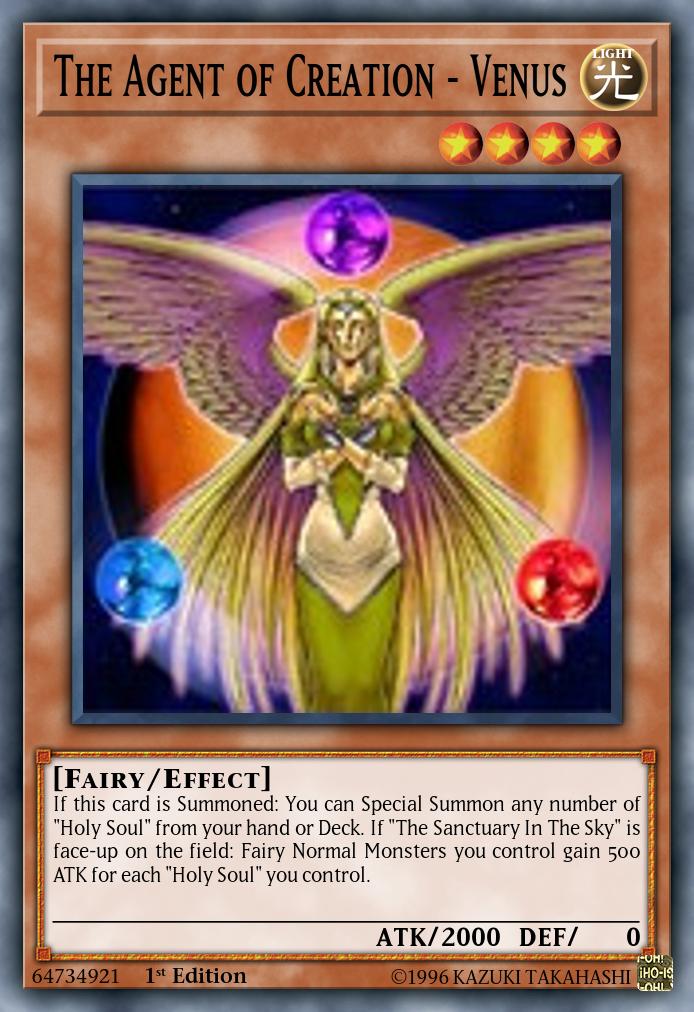 The Agent of Creation - Venus
LIGHT
光
[Fairy/Effect]
If this card is Summoned: You can Special Summon any number of
"Holy Soul" from your hand or Deck. If "The Sanctuary In The Sky" is
face-up on the field: Fairy Normal Monsters you control gain 500
ATK for each "Holy Soul" you control.
ATK/2000 DEF/ 0
64734921 1st Edition ©1996 KAZUKI TAKAHASHI